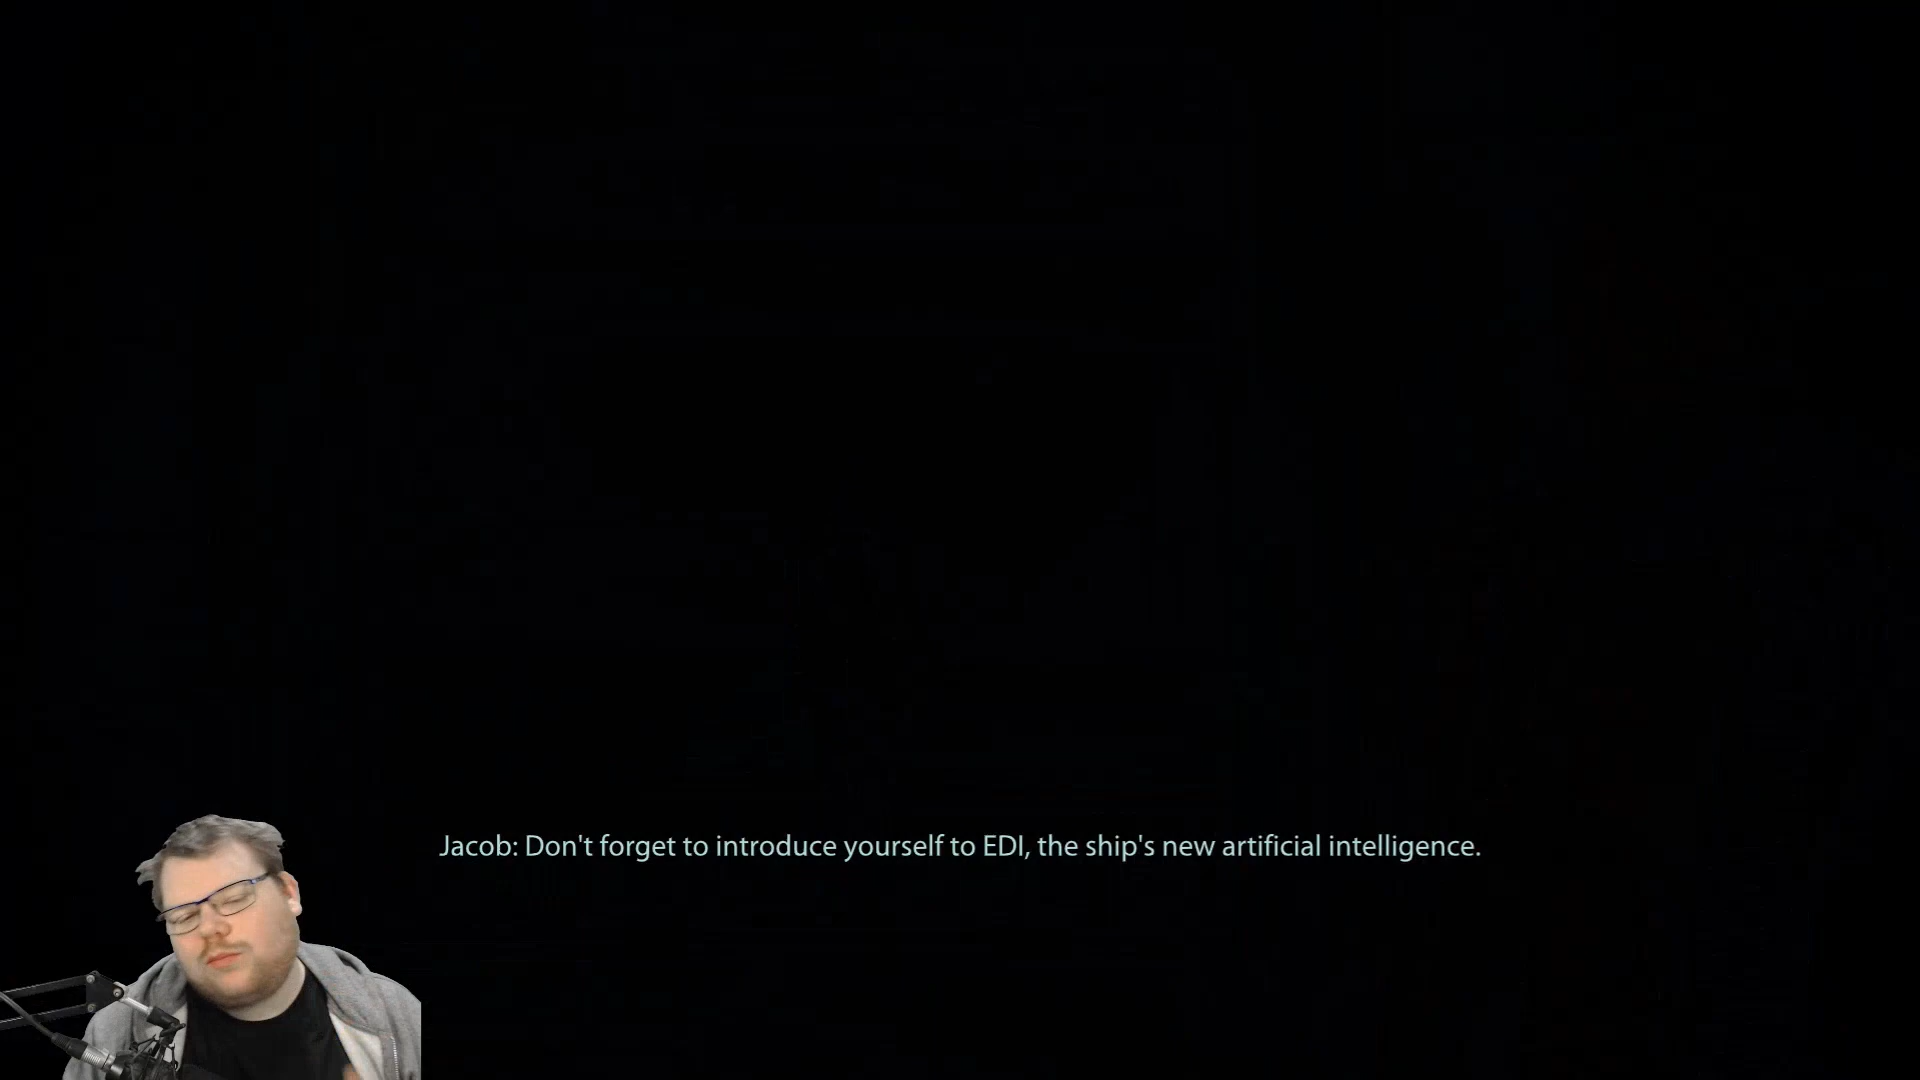 Jacob: Don't forget to introduce yourself to EDI, the ship's new artificial intelligence.